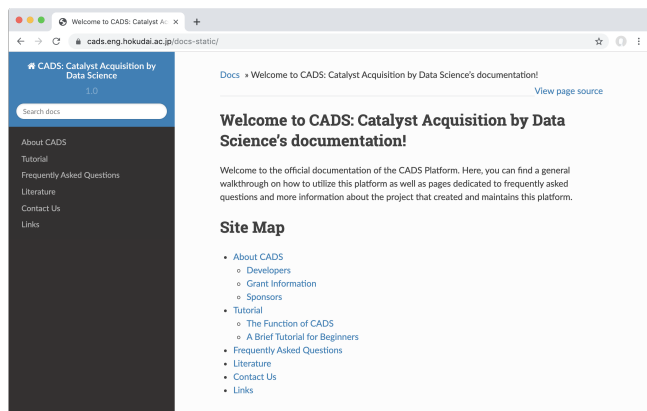 Welcome to CADS: Catalyst Ac
cads.eng.hokudai.ac.jp/docs-static/
CADS: Catalyst Acquisition by
Data Science
1.0
Search docs
About CADS
Tutorial
Frequently Asked Questions
Literature
Contact Us
Links
Docs » Welcome to CADS: Catalyst Acquisition by Data Science's documentation!
View page source
Welcome to CADS: Catalyst Acquisition by Data
Science's documentation!
Welcome to the official documentation of the CADS Platform. Here, you can find a general
walkthrough on how to utilize this platform as well as pages dedicated to frequently asked
questions and more information about the project that created and maintains this platform.
Site Map
About CADS
Developers
Grant Information
Sponsors
Tutorial
The Function of CADS
A Brief Tutorial for Beginners
Frequently Asked Questions
Literature
Contact Us
Links